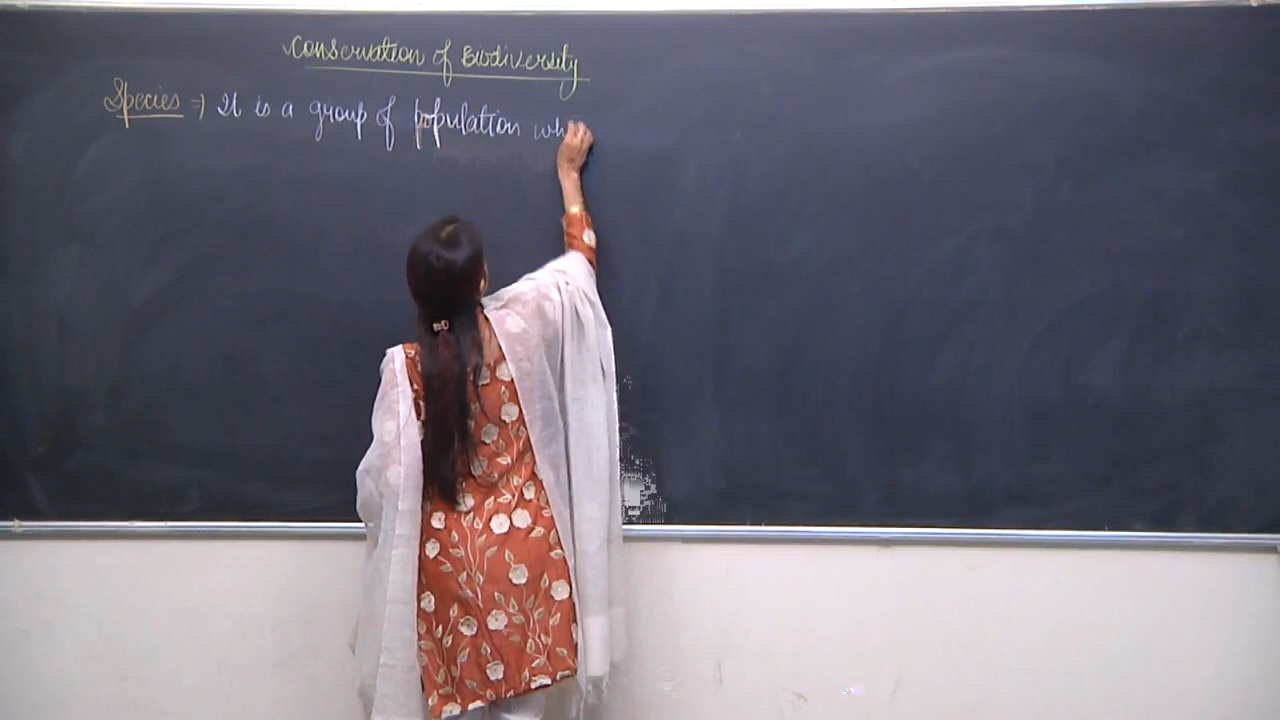 Conservation of Biodiversity
Species ⇒ It is a group of population wh